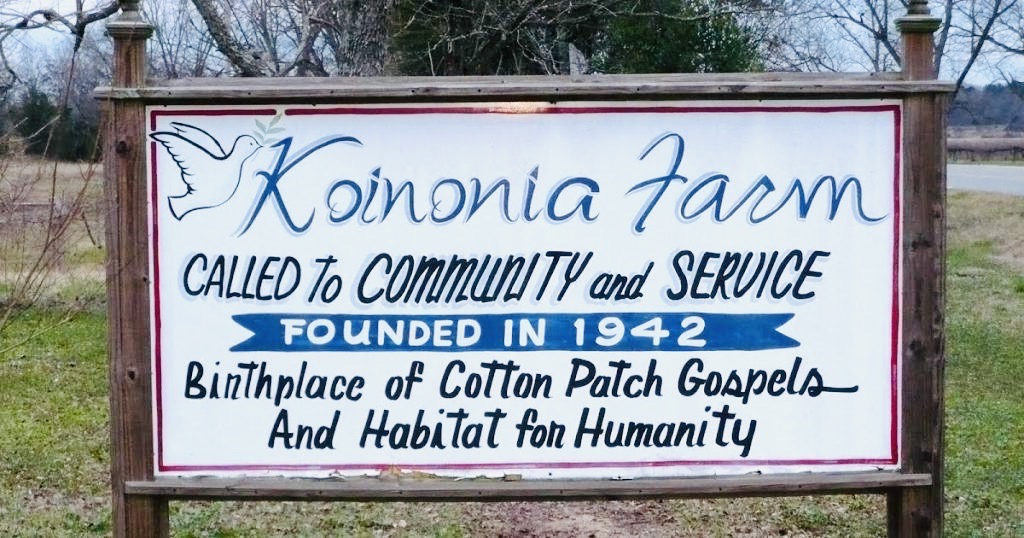 Koinonia Farm
CALLED To COMMUNITY and SERVICE
FOUNDED IN 1942
Birthplace of Cotton Patch Gospels
And Habitat for Humanity